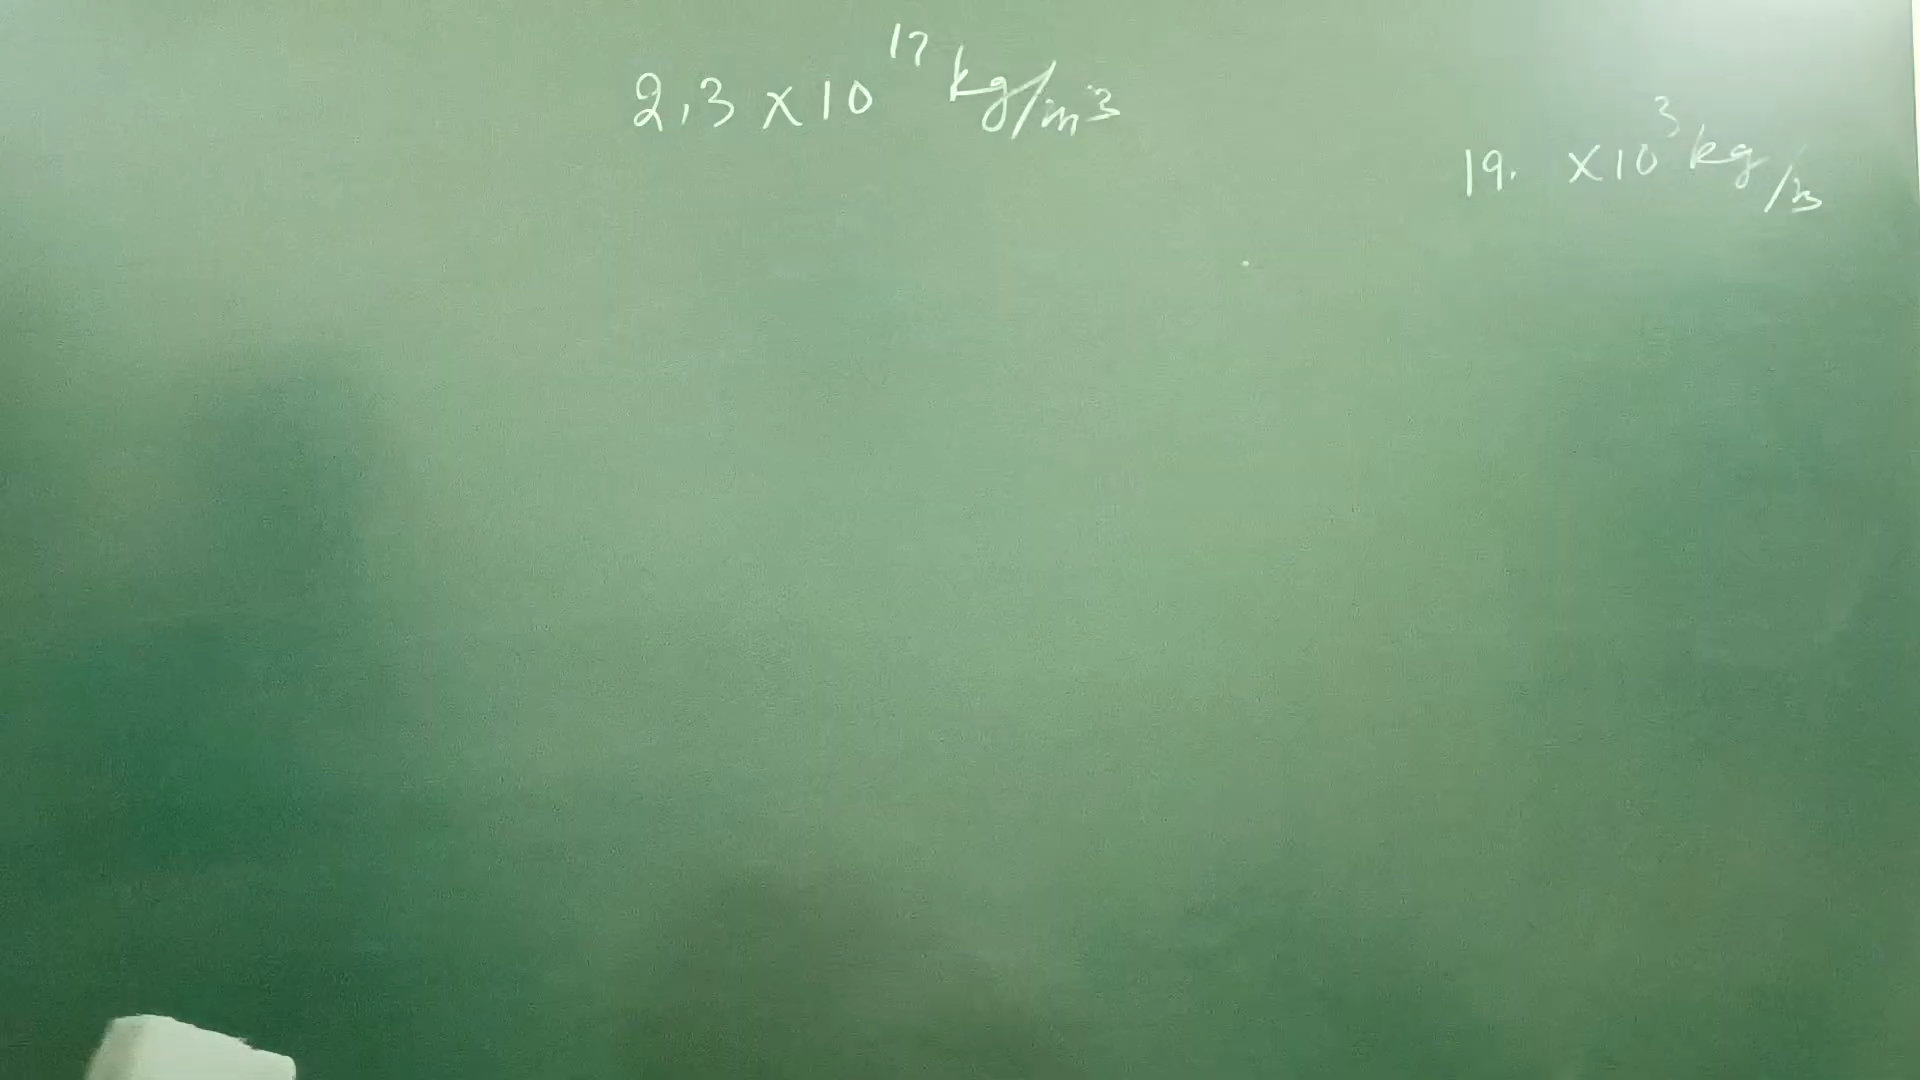 2.3 × 10¹⁷ kg/m³
19. × 10³ kg/m³